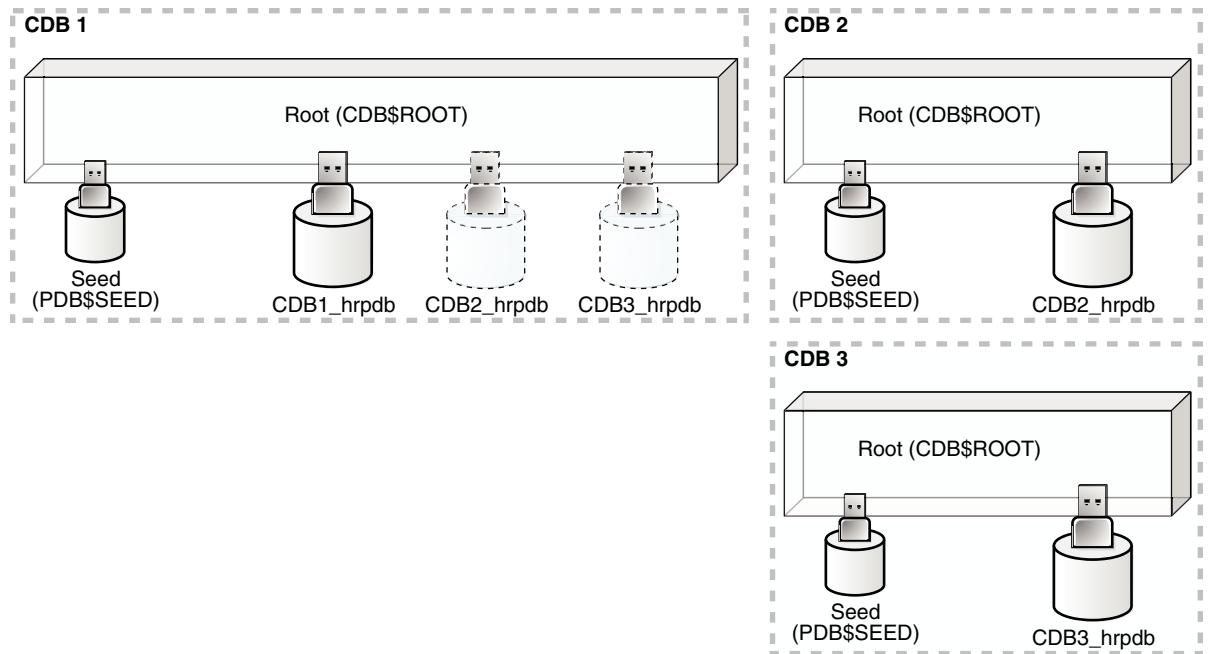 CDB 1
Root (CDB$ROOT)
Seed
(PDB$SEED)
CDB1_hrpdb
CDB2_hrpdb
CDB3_hrpdb
CDB 2
Root (CDB$ROOT)
Seed
(PDB$SEED)
CDB2_hrpdb
CDB 3
Root (CDB$ROOT)
Seed
(PDB$SEED)
CDB3_hrpdb